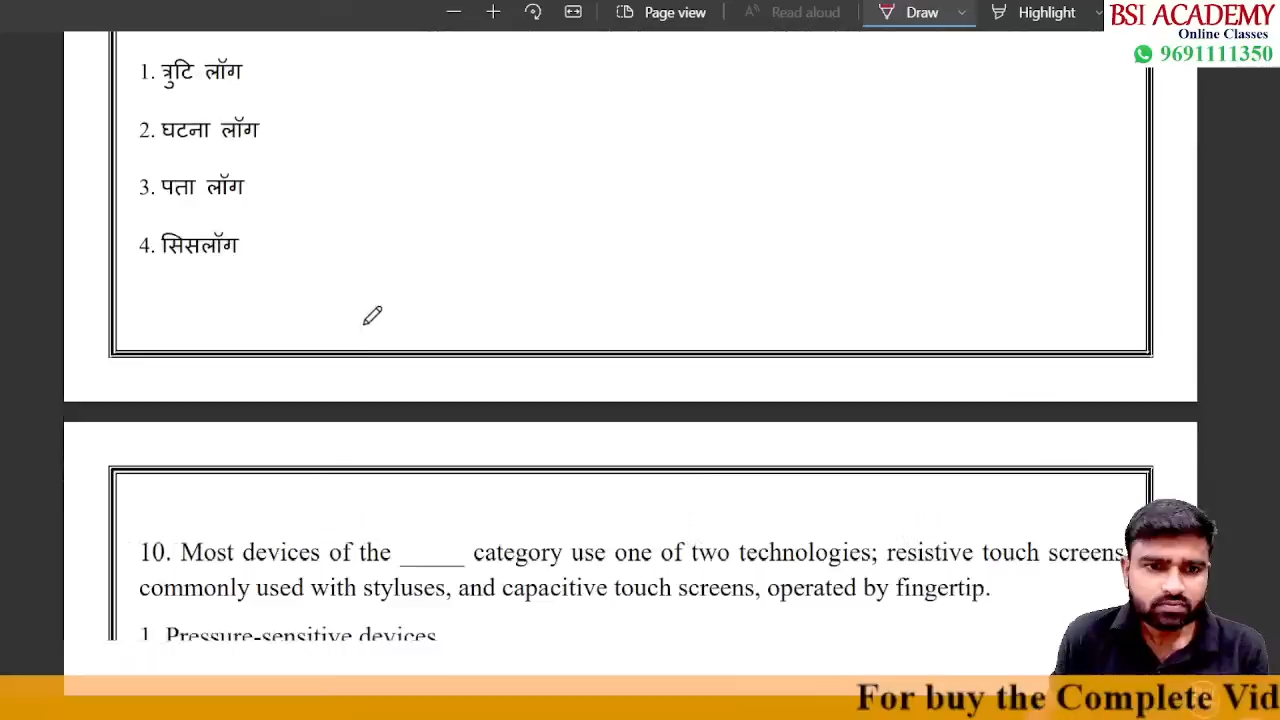 Page view
Read aloud
Draw
Highlight
BSI ACADEMY
Online Classes
9691111350
1. त्रुटि लॉग
2. घटना लॉग
3. पता लॉग
4. सिसलॉग
10. Most devices of the _____ category use one of two technologies; resistive touch screens
commonly used with styluses, and capacitive touch screens, operated by fingertip.
1. Pressure-sensitive devices
For buy the Complete Vid